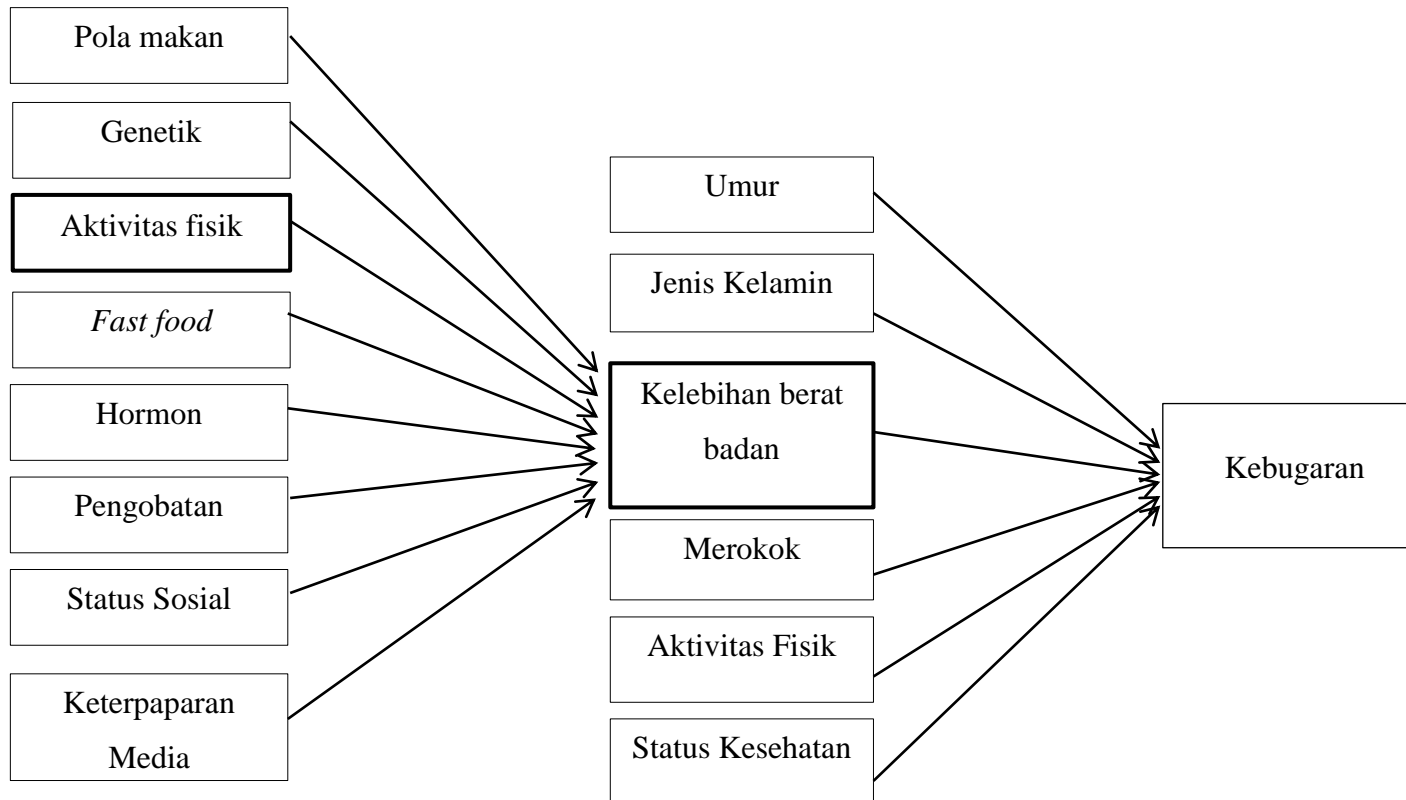 Pola makan
Genetik
Aktivitas fisik
Fast food
Hormon
Pengobatan
Status Sosial
Keterpaparan
Media
Umur
Jenis Kelamin
Kelebihan berat
badan
Merokok
Aktivitas Fisik
Status Kesehatan
Kebugaran